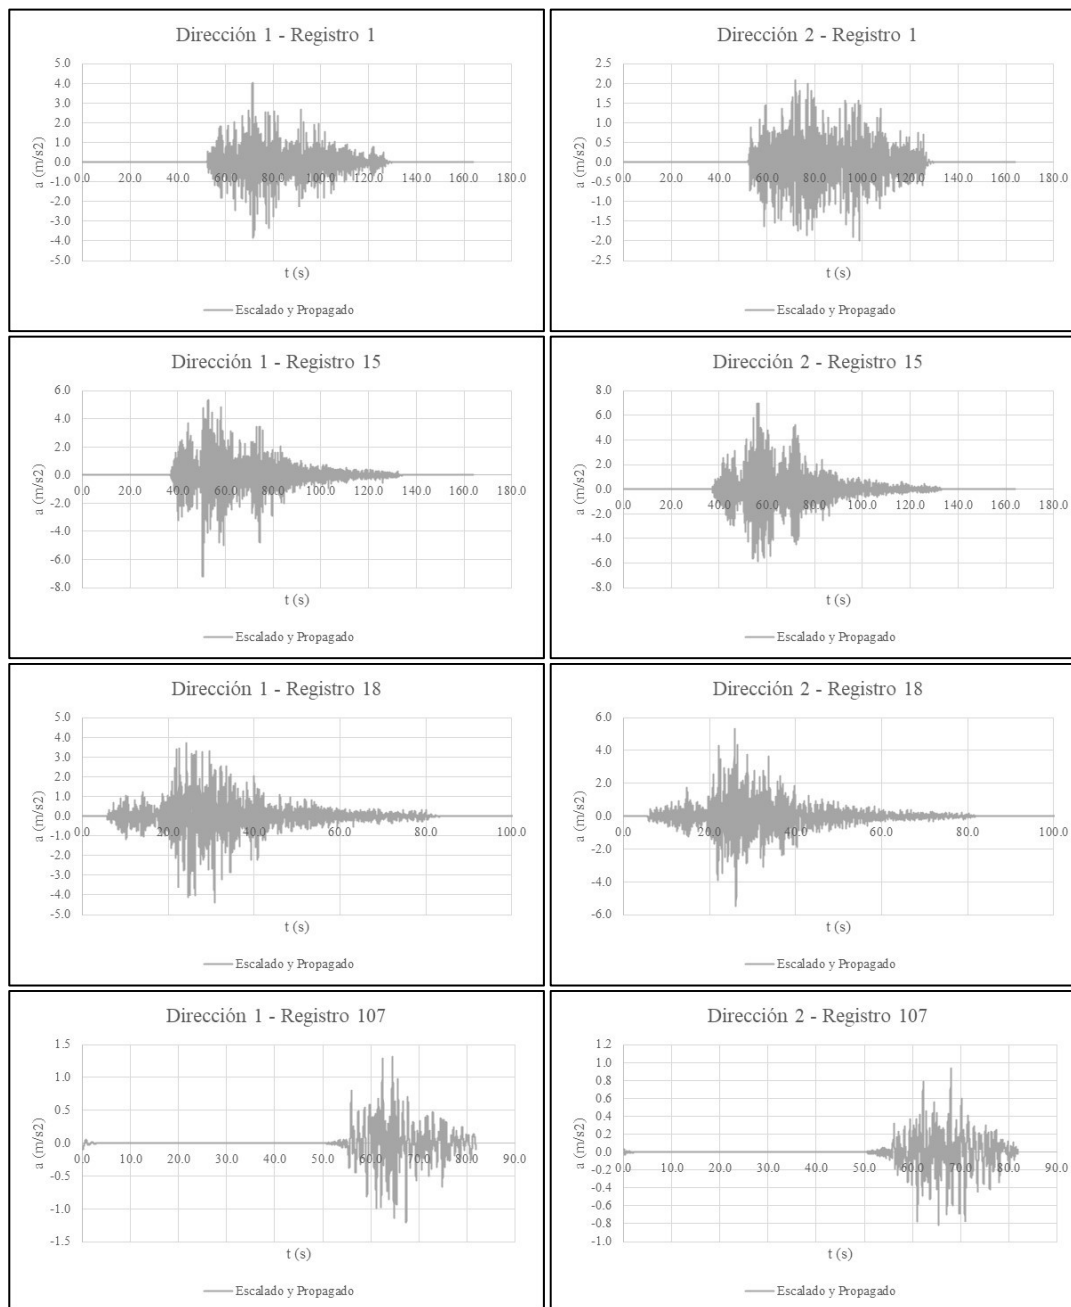 Dirección 1 - Registro 1
5.0
4.0
3.0
2.0
1.0
0.0
-1.0
-2.0
-3.0
-4.0
-5.0
0.0 20.0 40.0 60.0 80.0 100.0 120.0 140.0 160.0 180.0
a (m/s2)
t (s)
Escalado y Propagado
Dirección 2 - Registro 1
2.5
2.0
1.5
1.0
0.5
0.0
-0.5
-1.0
-1.5
-2.0
-2.5
0.0 20.0 40.0 60.0 80.0 100.0 120.0 140.0 160.0 180.0
a (m/s2)
t (s)
Escalado y Propagado
Dirección 1 - Registro 15
6.0
4.0
2.0
0.0
-2.0
-4.0
-6.0
-8.0
0.0 20.0 40.0 60.0 80.0 100.0 120.0 140.0 160.0 180.0
a (m/s2)
t (s)
Escalado y Propagado
Dirección 2 - Registro 15
8.0
6.0
4.0
2.0
0.0
-2.0
-4.0
-6.0
-8.0
0.0 20.0 40.0 60.0 80.0 100.0 120.0 140.0 160.0 180.0
a (m/s2)
t (s)
Escalado y Propagado
Dirección 1 - Registro 18
5.0
4.0
3.0
2.0
1.0
0.0
-1.0
-2.0
-3.0
-4.0
-5.0
0.0 20.0 40.0 60.0 80.0 100.0
a (m/s2)
t (s)
Escalado y Propagado
Dirección 2 - Registro 18
6.0
4.0
2.0
0.0
-2.0
-4.0
-6.0
0.0 20.0 40.0 60.0 80.0 100.0
a (m/s2)
t (s)
Escalado y Propagado
Dirección 1 - Registro 107
1.5
1.0
0.5
0.0
-0.5
-1.0
-1.5
0.0 10.0 20.0 30.0 40.0 50.0 60.0 70.0 80.0 90.0
a (m/s2)
t (s)
Escalado y Propagado
Dirección 2 - Registro 107
1.2
1.0
0.8
0.6
0.4
0.2
0.0
-0.2
-0.4
-0.6
-0.8
-1.0
0.0 10.0 20.0 30.0 40.0 50.0 60.0 70.0 80.0 90.0
a (m/s2)
t (s)
Escalado y Propagado